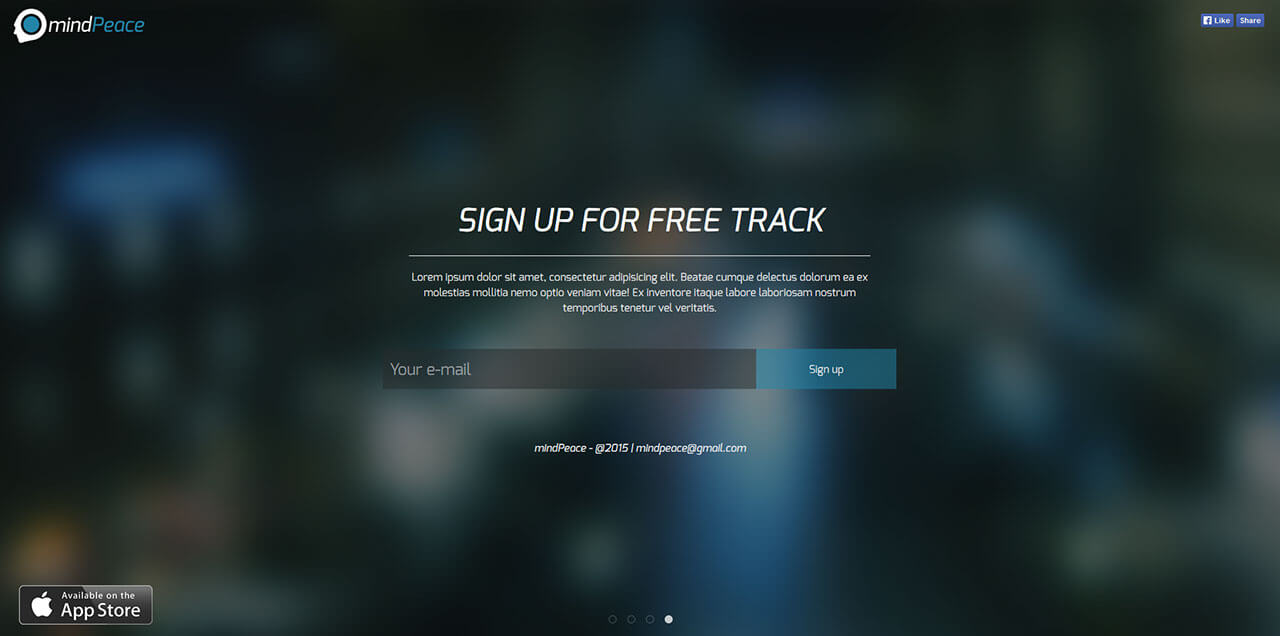 mindPeace
Like Share
SIGN UP FOR FREE TRACK
Lorem ipsum dolor sit amet, consectetur adipisicing elit. Beatae cumque delectus dolorum ea ex
molestias mollitia nemo optio veniam vitae! Ex inventore itaque labore laboriosam nostrum
temporibus tenetur vel veritatis.
Your e-mail
Sign up
mindPeace - @2015 | mindpeace@gmail.com
Available on the
App Store